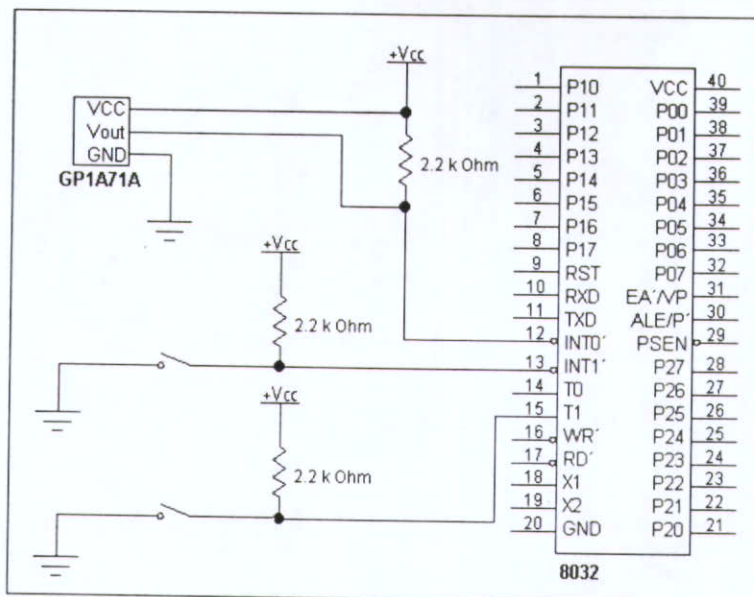 +Vcc
VCC
Vout
GND
GP1A71A
2.2 k Ohm
+Vcc
2.2 k Ohm
+Vcc
2.2 k Ohm
1 P10 VCC 40
2 P11 P00 39
3 P12 P01 38
4 P13 P02 37
5 P14 P03 36
6 P15 P04 35
7 P16 P05 34
8 P17 P06 33
9 RST P07 32
10 RXD EA´/VP 31
11 TXD ALE/P´ 30
12 INT0´ PSEN 29
13 INT1´ P27 28
14 T0 P26 27
15 T1 P25 26
16 WR´ P24 25
17 RD´ P23 24
18 X1 P22 23
19 X2 P21 22
20 GND P20 21
8032